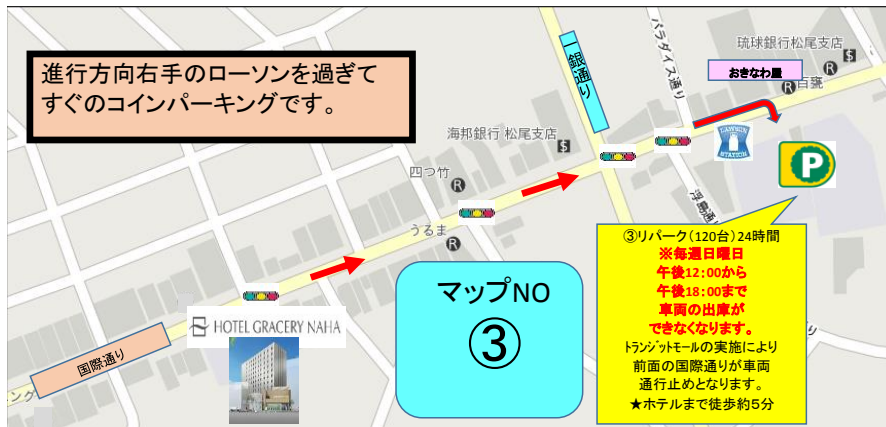 進行方向右手のローソンを過ぎて
すぐのコインパーキングです。
一銀通り
パラダイス通り
琉球銀行松尾支店
おきなわ屋
百甕
海邦銀行 松尾支店
四つ竹
うるま
浮島通り
LAWSON
STATION
P
HOTEL GRACERY NAHA
国際通り
ング
マップNO
③
③リパーク(120台)24時間
※毎週日曜日
午後12:00から
午後18:00まで
車両の出庫が
できなくなります。
トランジットモールの実施により
前面の国際通りが車両
通行止めとなります。
★ホテルまで徒歩約5分
り